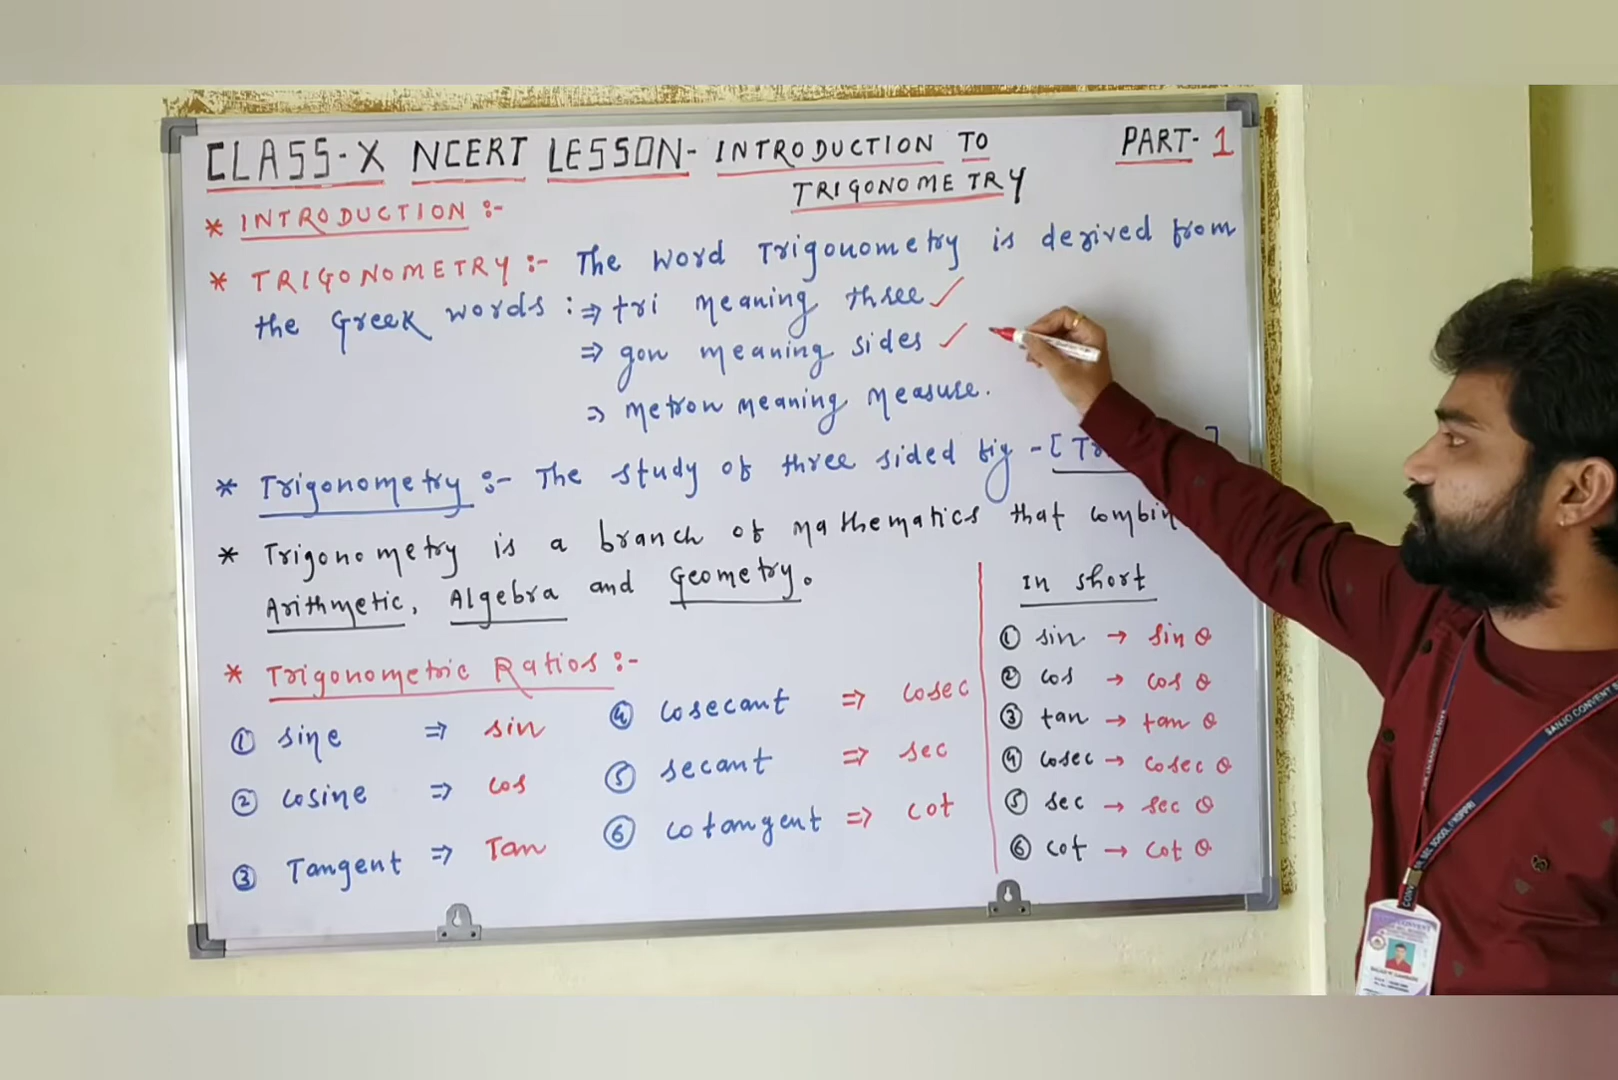 CLASS-X NCERT LESSON- INTRODUCTION TO PART-1
TRIGONOMETRY
* INTRODUCTION :-
* TRIGONOMETRY :- The word Trigonometry is derived from
the Greek words : ⇒ tri meaning three ✓
⇒ gon meaning sides ✓
⇒ metron meaning measure.
* Trigonometry :- The study of three sided fig - [
* Trigonometry is a branch of mathematics that
Arithmetic, Algebra and Geometry.
* Trigonometric Ratios :-
① sine ⇒ sin
② cosine ⇒ cos
③ Tangent ⇒ Tan
④ cosecant ⇒ cosec
⑤ secant ⇒ sec
⑥ cotangent ⇒ cot
In short
① sin → sin θ
② cos → cos θ
③ tan → tan θ
④ cosec → cosec θ
⑤ sec → sec θ
⑥ cot → cot θ
SANJO CONVENT